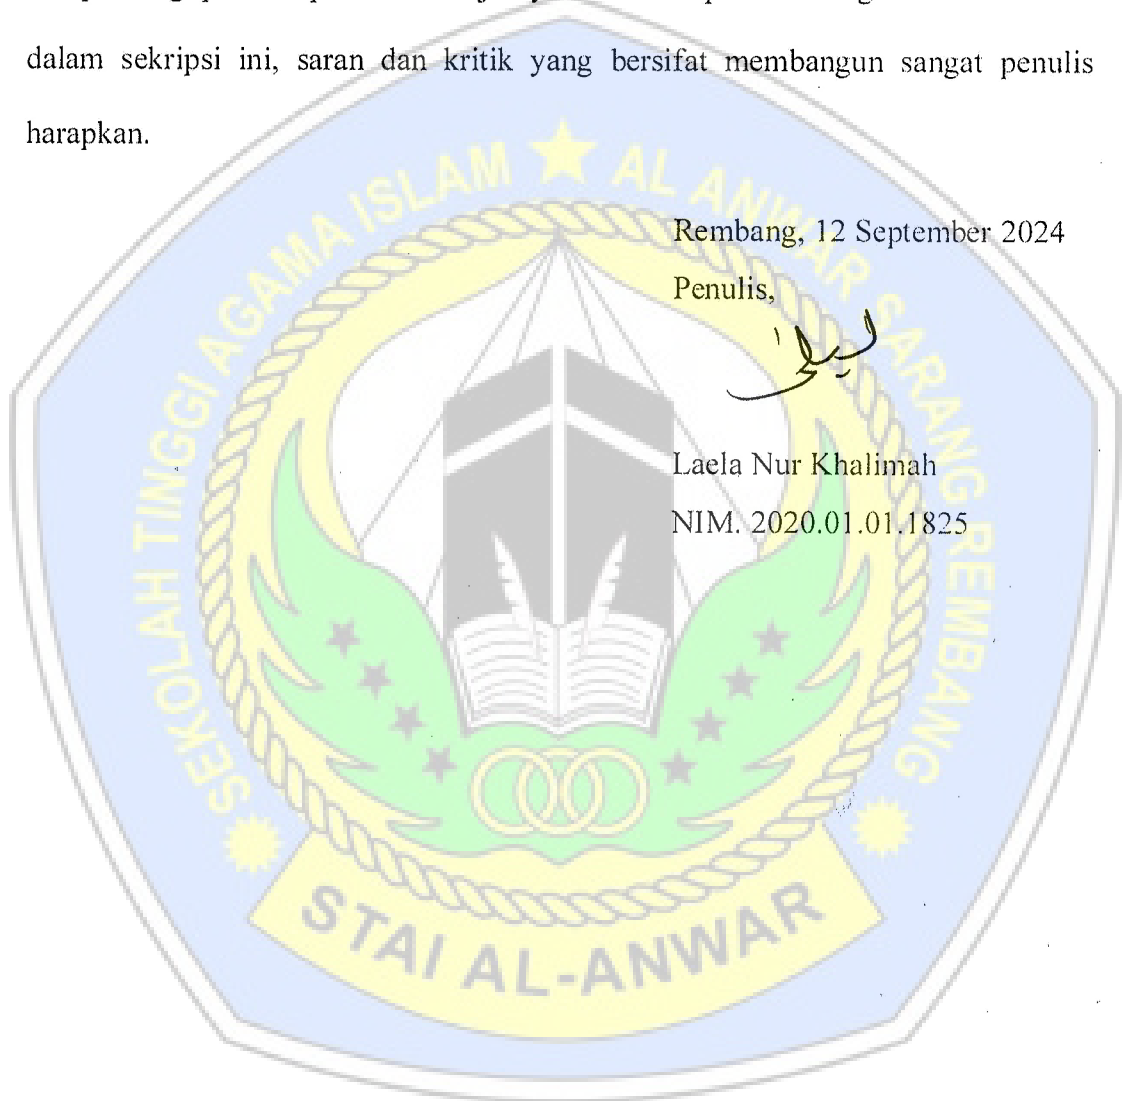 dalam sekripsi ini, saran dan kritik yang bersifat membangun sangat penulis
harapkan.
Rembang, 12 September 2024
Penulis,
ليلى
Laela Nur Khalimah
NIM. 2020.01.01.1825
SEKOLAH TINGGI AGAMA ISLAM ★ AL ANWAR SARANG REMBANG
STAI AL-ANWAR